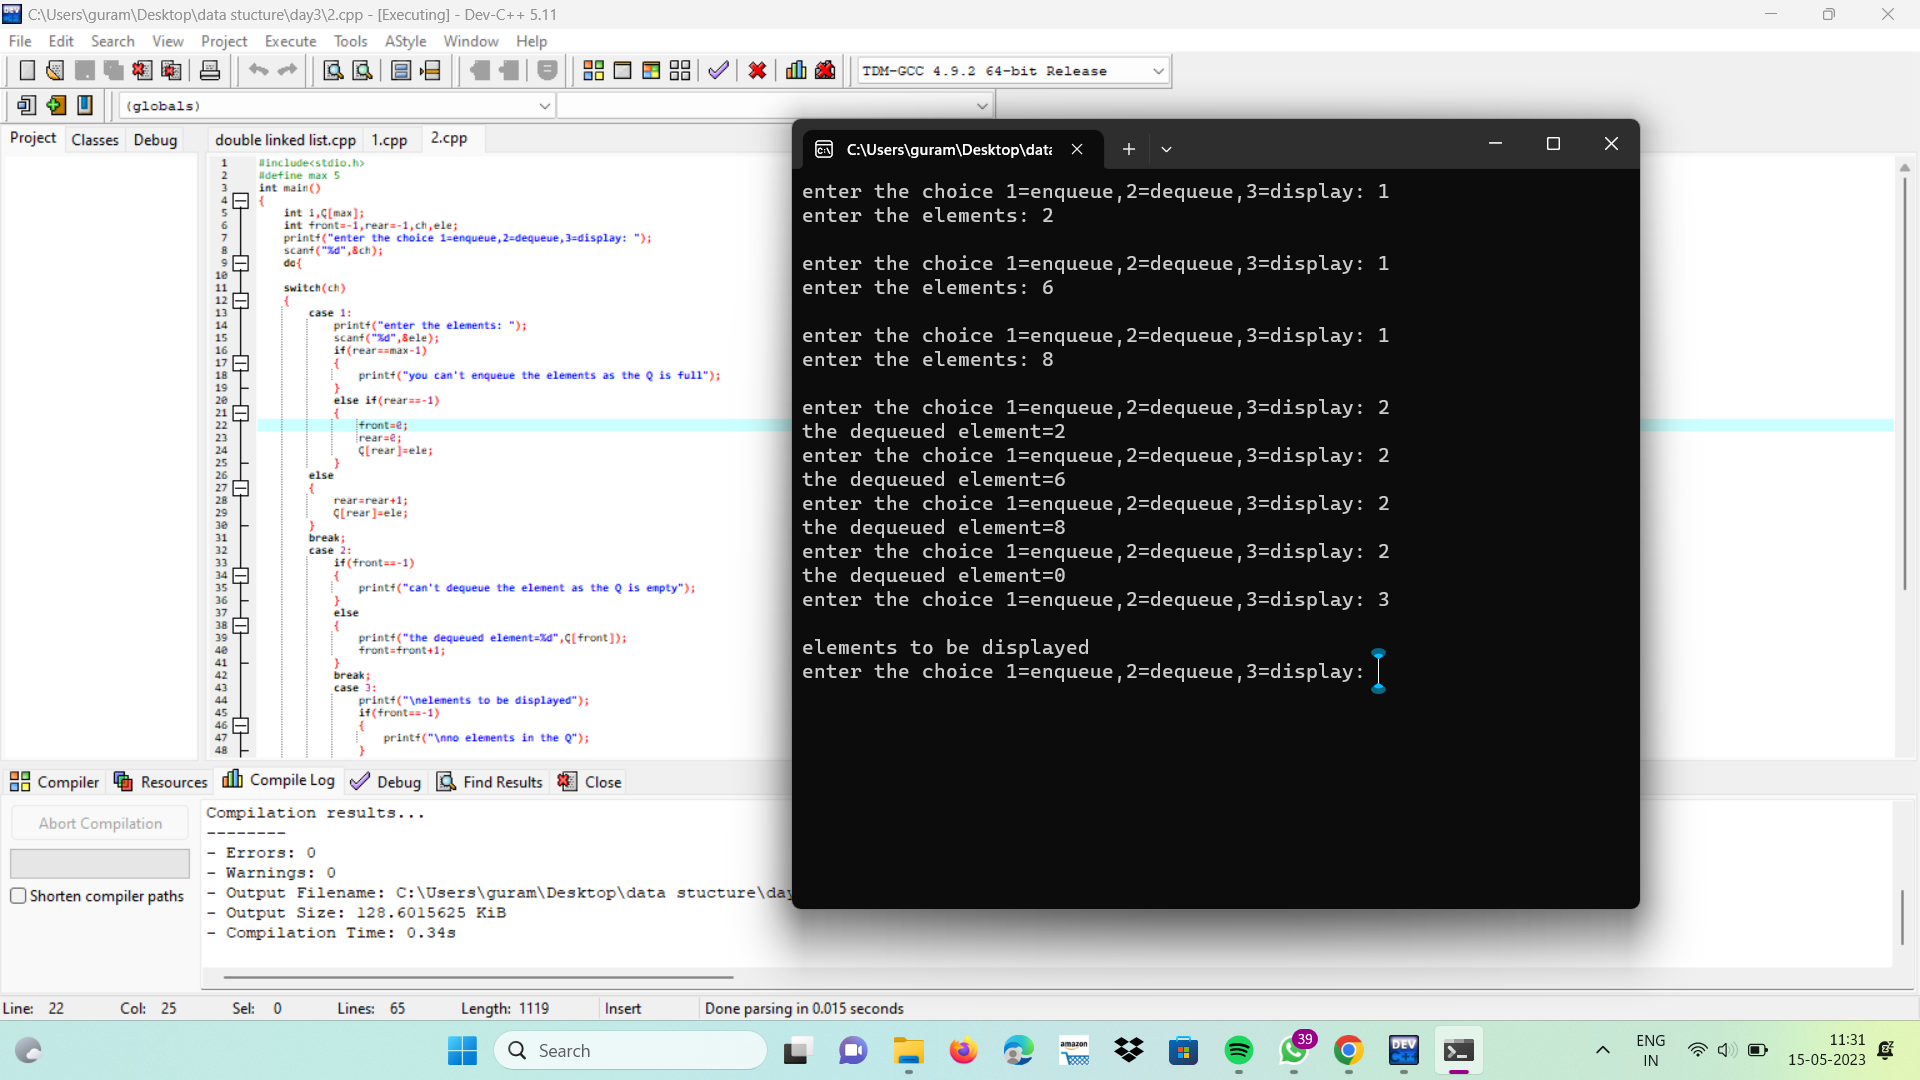 C:\Users\guram\Desktop\data stucture\day3\2.cpp - [Executing] - Dev-C++ 5.11
File Edit Search View Project Execute Tools AStyle Window Help
TDM-GCC 4.9.2 64-bit Release
(globals)
Project Classes Debug
double linked list.cpp 1.cpp 2.cpp
1 #include<stdio.h>
2 #define max 5
3 int main()
4 {
5 int i,Q[max];
6 int front=-1,rear=-1,ch,ele;
7 printf("enter the choice 1=enqueue,2=dequeue,3=display: ");
8 scanf("%d",&ch);
9 do{
10
11 switch(ch)
12 {
13 case 1:
14 printf("enter the elements: ");
15 scanf("%d",&ele);
16 if(rear==max-1)
17 {
18 printf("you can't enqueue the elements as the Q is full");
19 }
20 else if(rear==-1)
21 {
22 front=0;
23 rear=0;
24 Q[rear]=ele;
25 }
26 else
27 {
28 rear=rear+1;
29 Q[rear]=ele;
30 }
31 break;
32 case 2:
33 if(front==-1)
34 {
35 printf("can't dequeue the element as the Q is empty");
36 }
37 else
38 {
39 printf("the dequeued element=%d",Q[front]);
40 front=front+1;
41 }
42 break;
43 case 3:
44 printf("\nelements to be displayed");
45 if(front==-1)
46 {
47 printf("\nno elements in the Q");
48 }
C:\Users\guram\Desktop\data
enter the choice 1=enqueue,2=dequeue,3=display: 1
enter the elements: 2
enter the choice 1=enqueue,2=dequeue,3=display: 1
enter the elements: 6
enter the choice 1=enqueue,2=dequeue,3=display: 1
enter the elements: 8
enter the choice 1=enqueue,2=dequeue,3=display: 2
the dequeued element=2
enter the choice 1=enqueue,2=dequeue,3=display: 2
the dequeued element=6
enter the choice 1=enqueue,2=dequeue,3=display: 2
the dequeued element=8
enter the choice 1=enqueue,2=dequeue,3=display: 2
the dequeued element=0
enter the choice 1=enqueue,2=dequeue,3=display: 3
elements to be displayed
enter the choice 1=enqueue,2=dequeue,3=display:
Compiler Resources Compile Log Debug Find Results Close
Abort Compilation
Shorten compiler paths
Compilation results...
--------
- Errors: 0
- Warnings: 0
- Output Filename: C:\Users\guram\Desktop\data stucture\day
- Output Size: 128.6015625 KiB
- Compilation Time: 0.34s
Line: 22 Col: 25 Sel: 0 Lines: 65 Length: 1119 Insert Done parsing in 0.015 seconds
Search
amazon
39
DEV C++
ENG
IN
11:31
15-05-2023